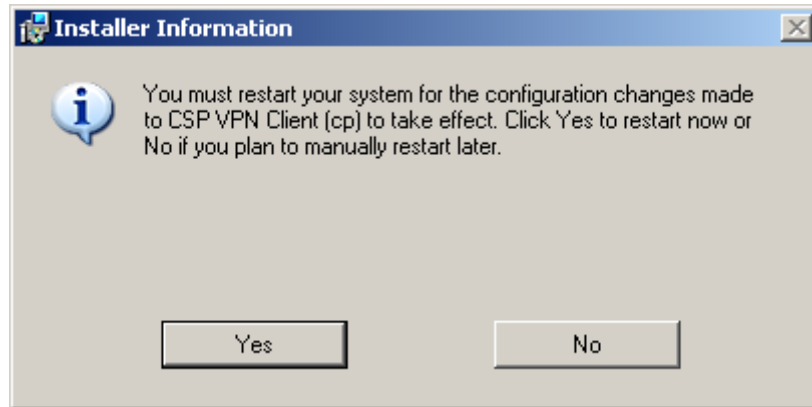 Installer Information
You must restart your system for the configuration changes made
to CSP VPN Client (cp) to take effect. Click Yes to restart now or
No if you plan to manually restart later.
Yes
No